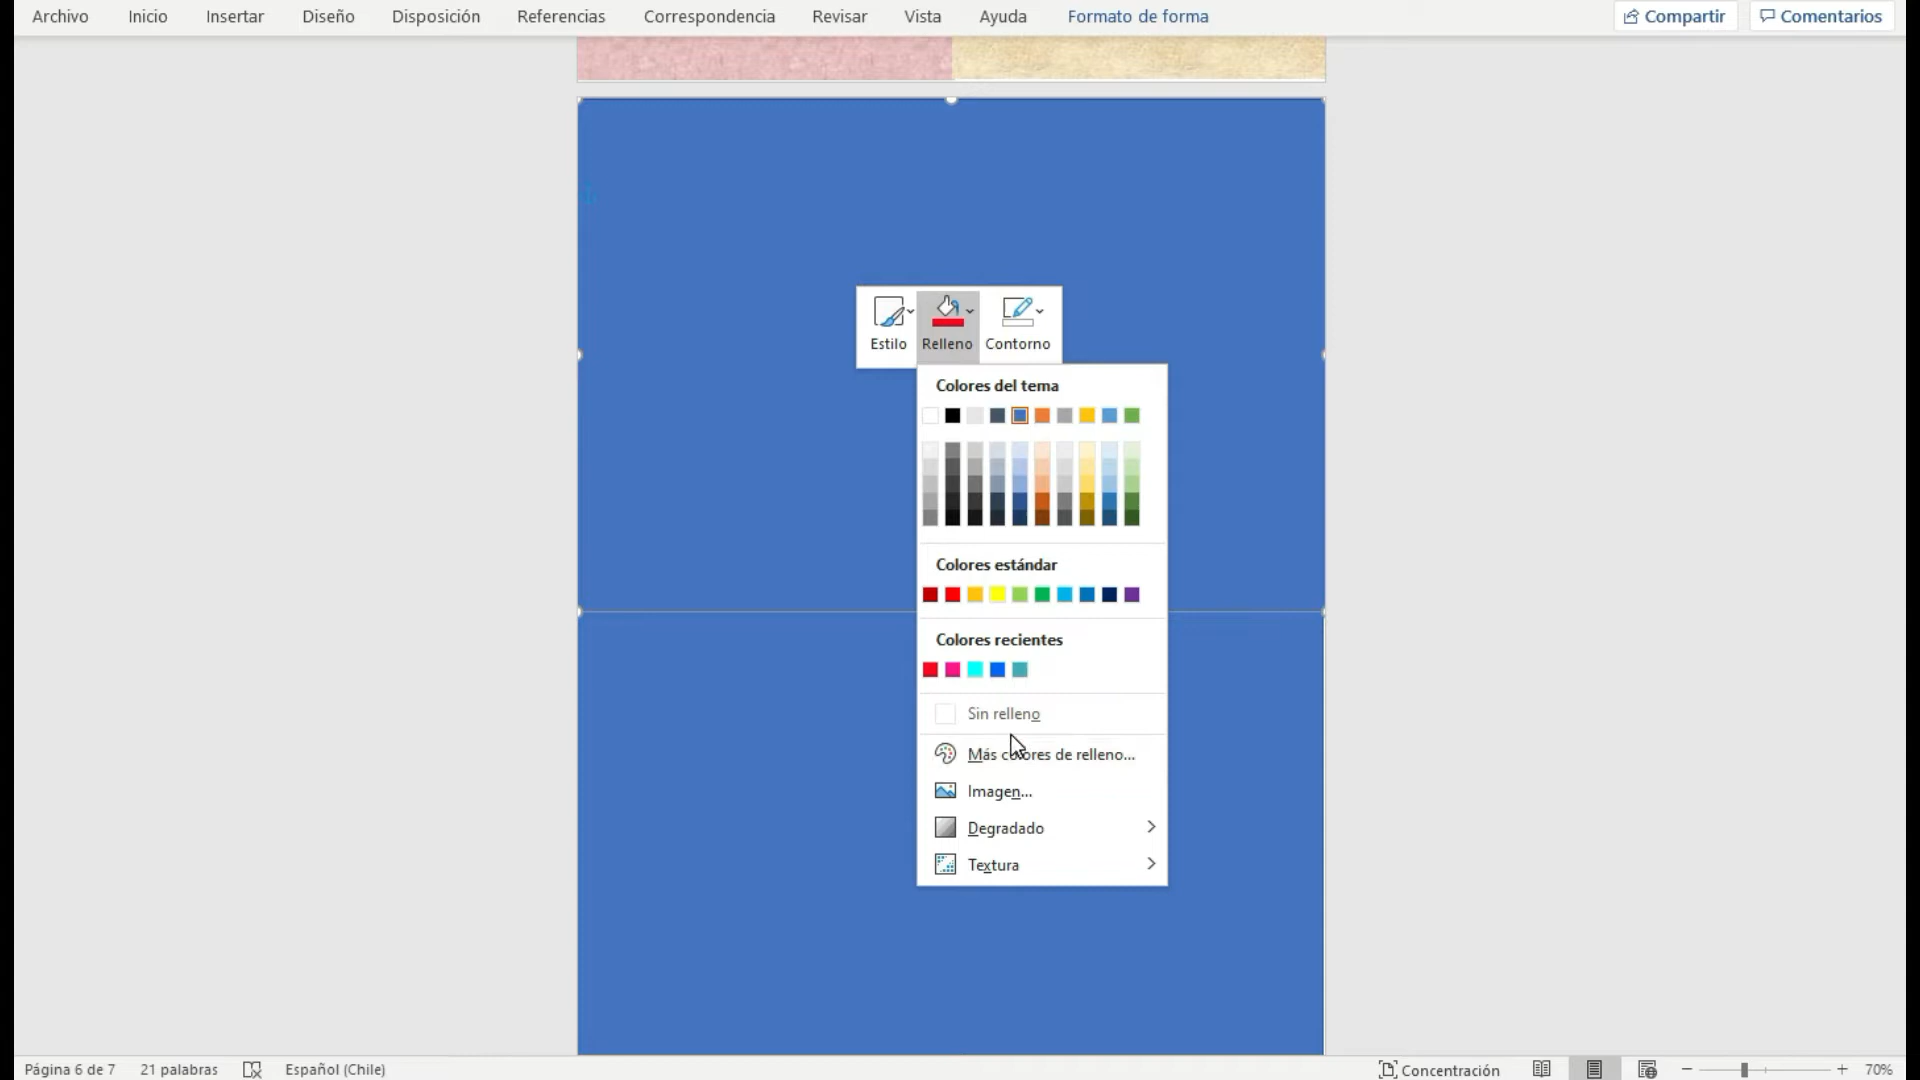 Archivo Inicio Insertar Diseño Disposición Referencias Correspondencia Revisar Vista Ayuda Formato de forma Compartir Comentarios
Estilo Relleno Contorno
Colores del tema
Colores estándar
Colores recientes
Sin relleno
Más colores de relleno...
Imagen...
Degradado
Textura
Página 6 de 7 21 palabras Español (Chile) Concentración 70%